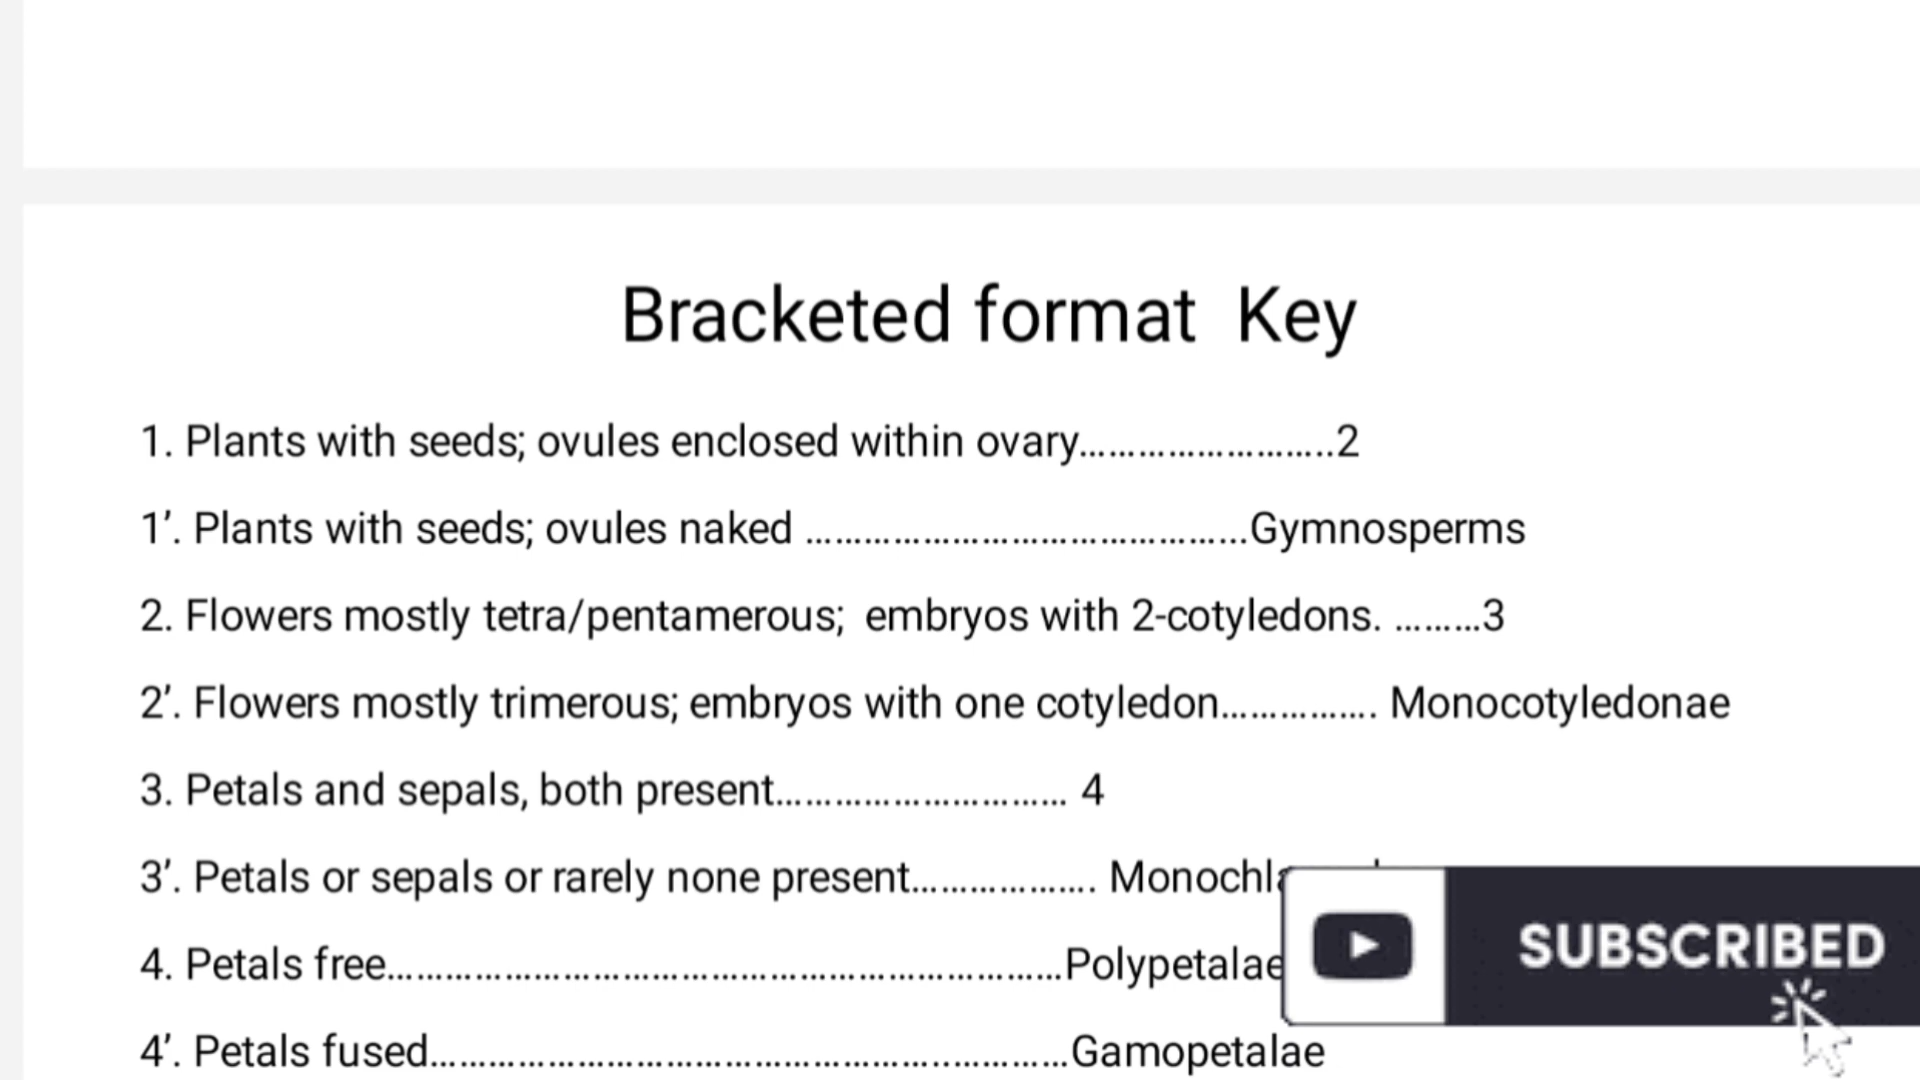 Bracketed format Key
1. Plants with seeds; ovules enclosed within ovary……………………..2
1’. Plants with seeds; ovules naked ……………………………………...Gymnosperms
2. Flowers mostly tetra/pentamerous; embryos with 2-cotyledons. ………3
2’. Flowers mostly trimerous; embryos with one cotyledon……………. Monocotyledonae
3. Petals and sepals, both present………………………… 4
3’. Petals or sepals or rarely none present………………. 
4. Petals free……………………………………………………………Polypetalae
4’. Petals fused……………………………………………..…………Gamopetalae
SUBSCRIBED